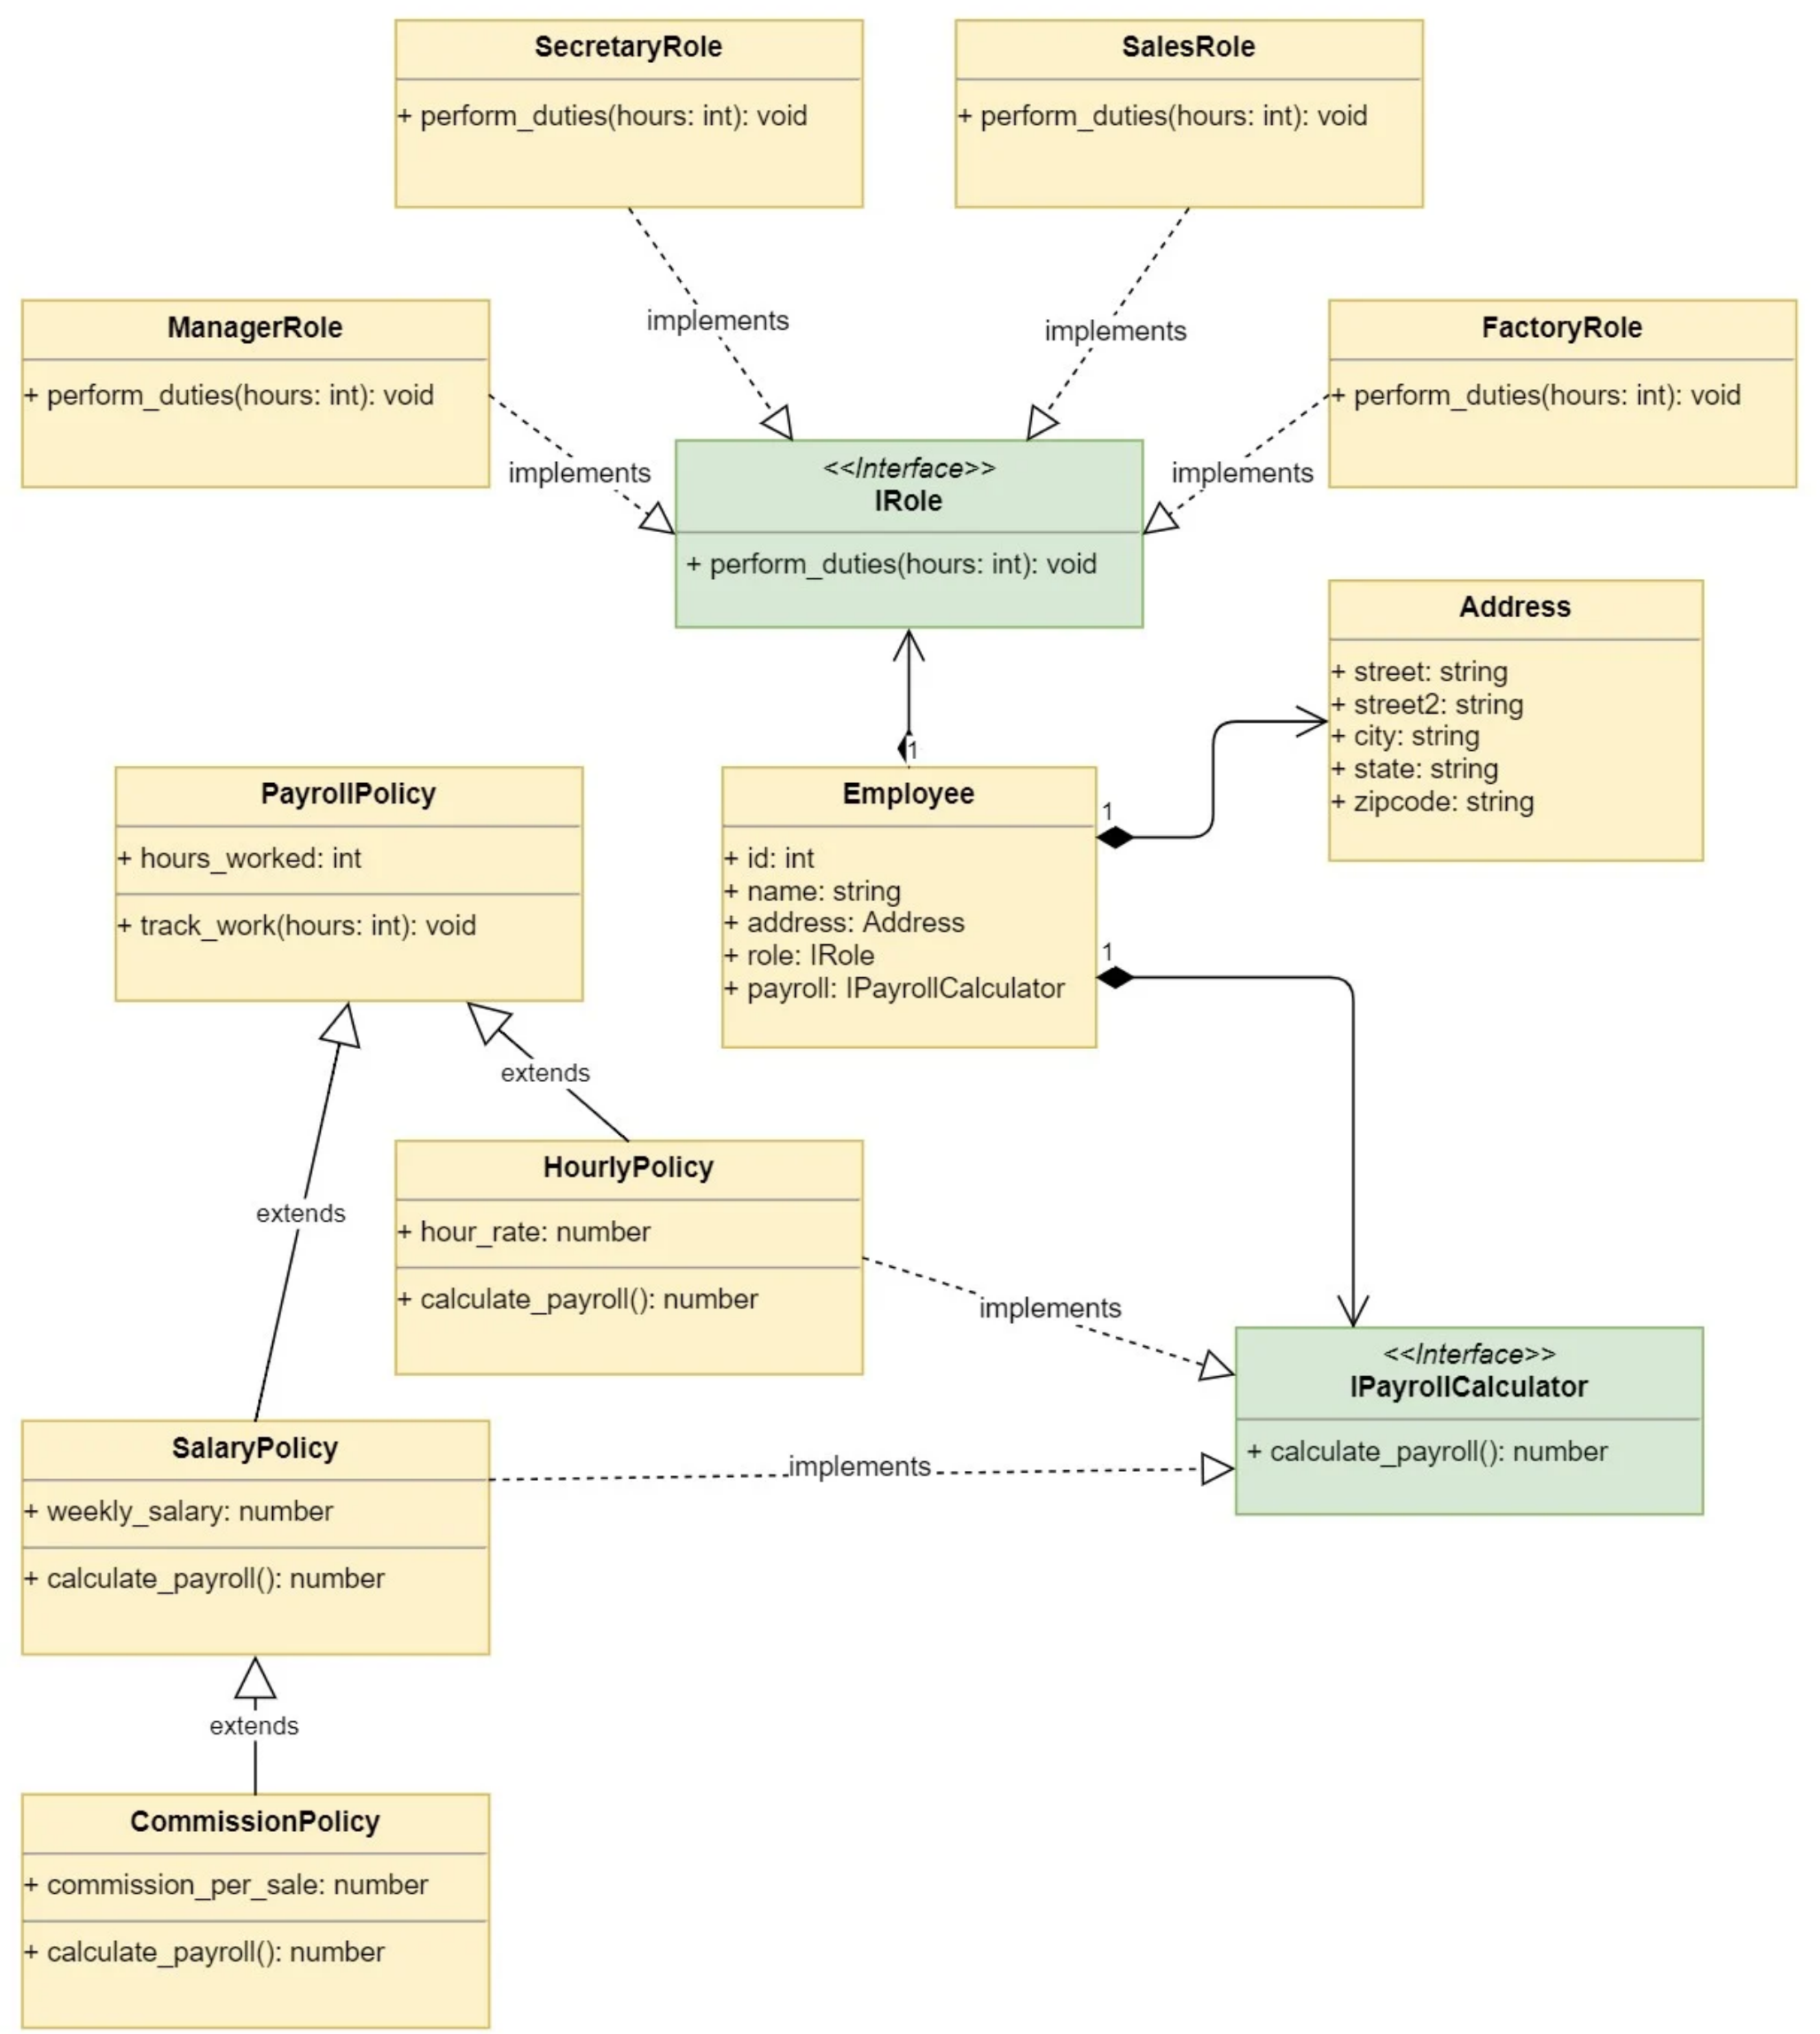 SecretaryRole
+ perform_duties(hours: int): void
SalesRole
+ perform_duties(hours: int): void
implements
implements
ManagerRole
+ perform_duties(hours: int): void
FactoryRole
+ perform_duties(hours: int): void
implements
implements
<<Interface>>
IRole
+ perform_duties(hours: int): void
Address
+ street: string
+ street2: string
+ city: string
+ state: string
+ zipcode: string
1
PayrollPolicy
+ hours_worked: int
+ track_work(hours: int): void
Employee
+ id: int
+ name: string
+ address: Address
+ role: IRole
+ payroll: IPayrollCalculator
1
1
extends
extends
HourlyPolicy
+ hour_rate: number
+ calculate_payroll(): number
implements
<<Interface>>
IPayrollCalculator
+ calculate_payroll(): number
SalaryPolicy
+ weekly_salary: number
+ calculate_payroll(): number
implements
extends
CommissionPolicy
+ commission_per_sale: number
+ calculate_payroll(): number